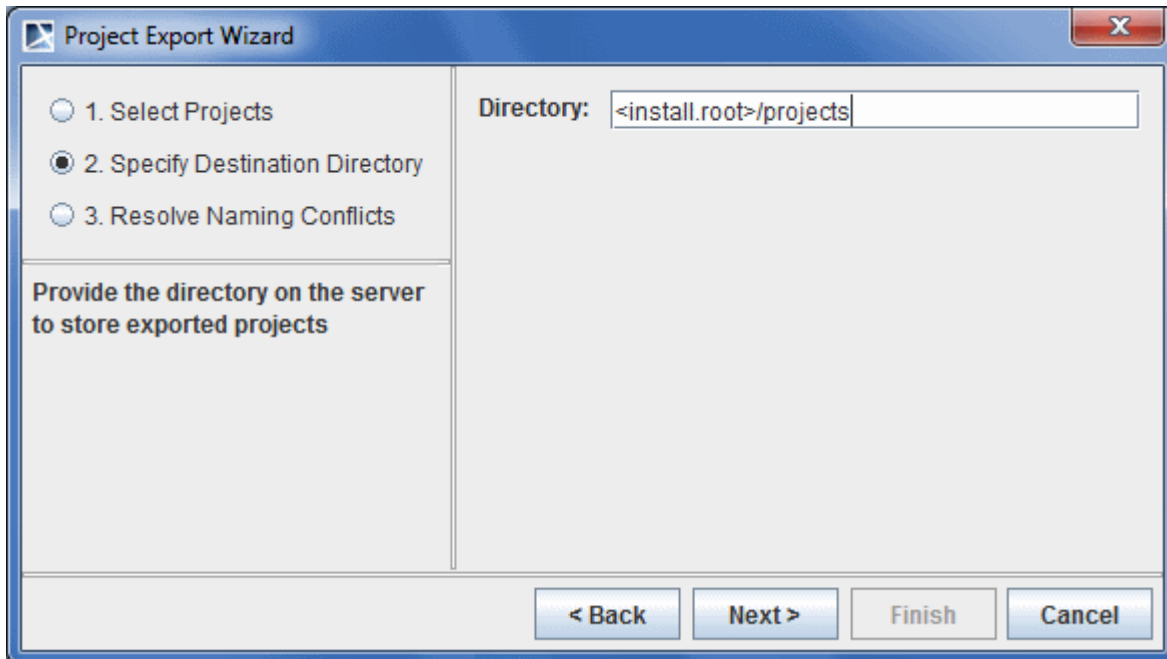 Project Export Wizard
1. Select Projects
2. Specify Destination Directory
3. Resolve Naming Conflicts
Provide the directory on the server
to store exported projects
Directory: <install.root>/projects
< Back Next > Finish Cancel